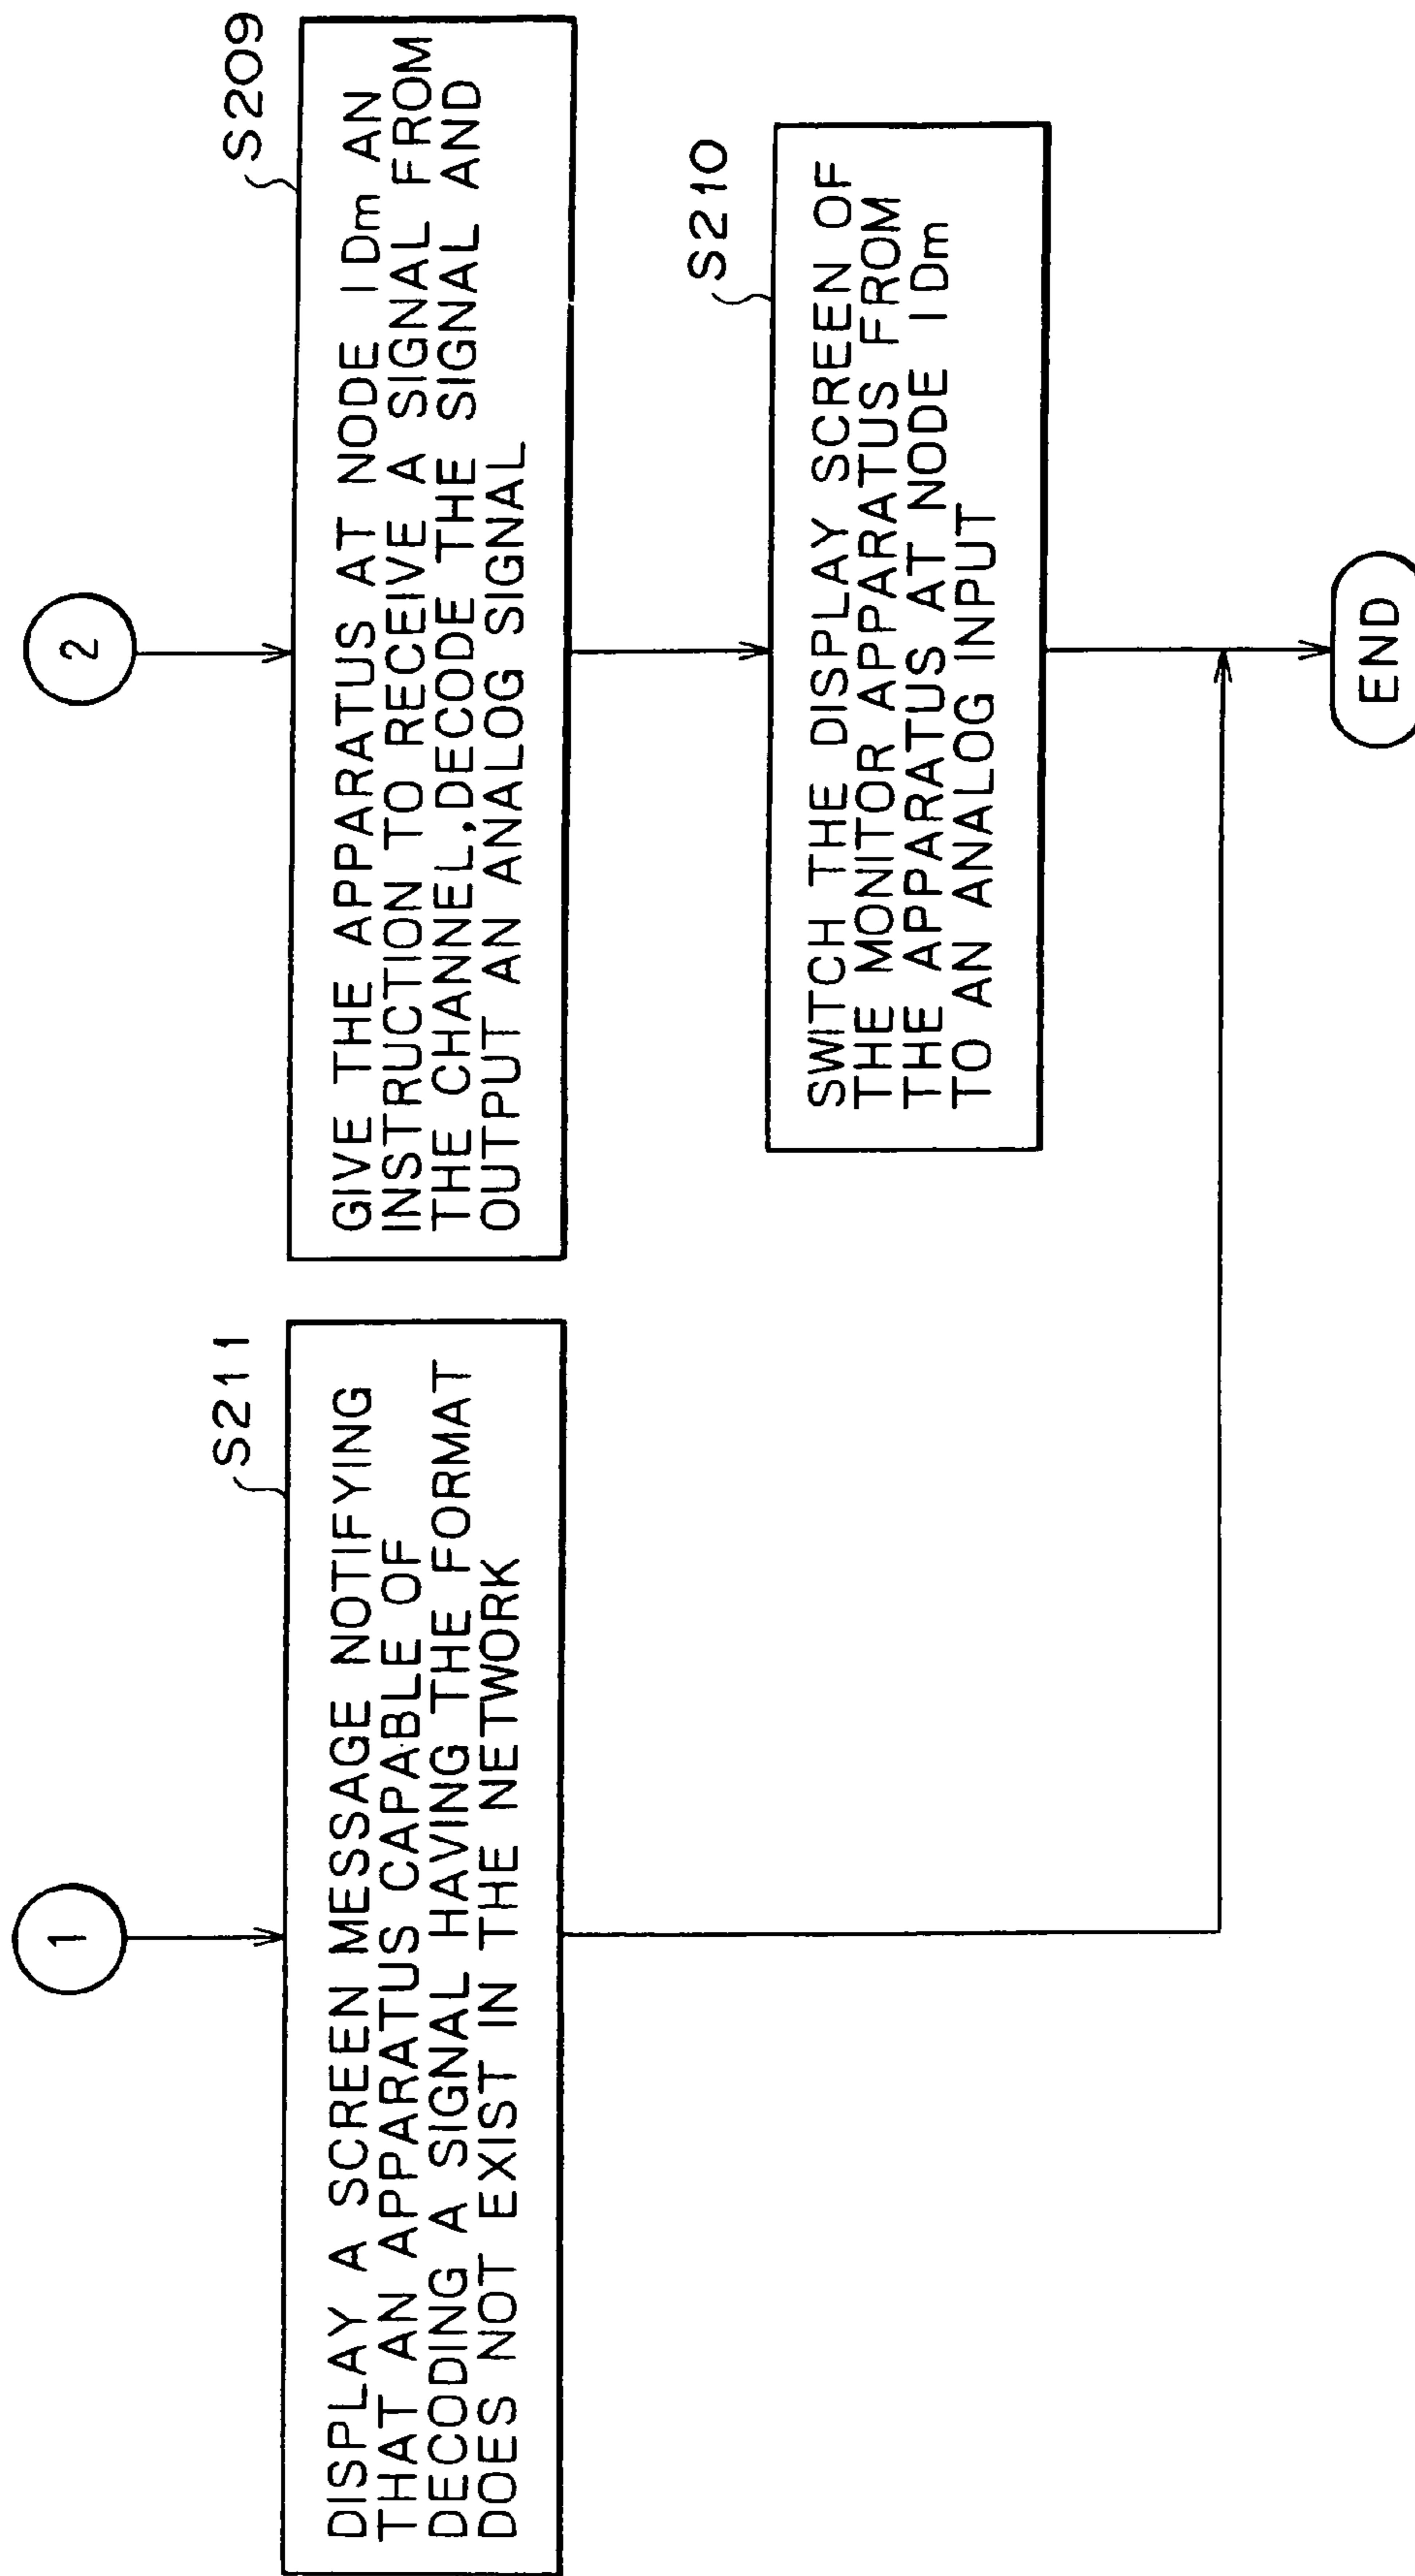 1
S211
DISPLAY A SCREEN MESSAGE NOTIFYING
THAT AN APPARATUS CAPABLE OF
DECODING A SIGNAL HAVING THE FORMAT
DOES NOT EXIST IN THE NETWORK
2
S209
GIVE THE APPARATUS AT NODE IDm AN
INSTRUCTION TO RECEIVE A SIGNAL FROM
THE CHANNEL, DECODE THE SIGNAL AND
OUTPUT AN ANALOG SIGNAL
S210
SWITCH THE DISPLAY SCREEN OF
THE MONITOR APPARATUS FROM
THE APPARATUS AT NODE IDm
TO AN ANALOG INPUT
END